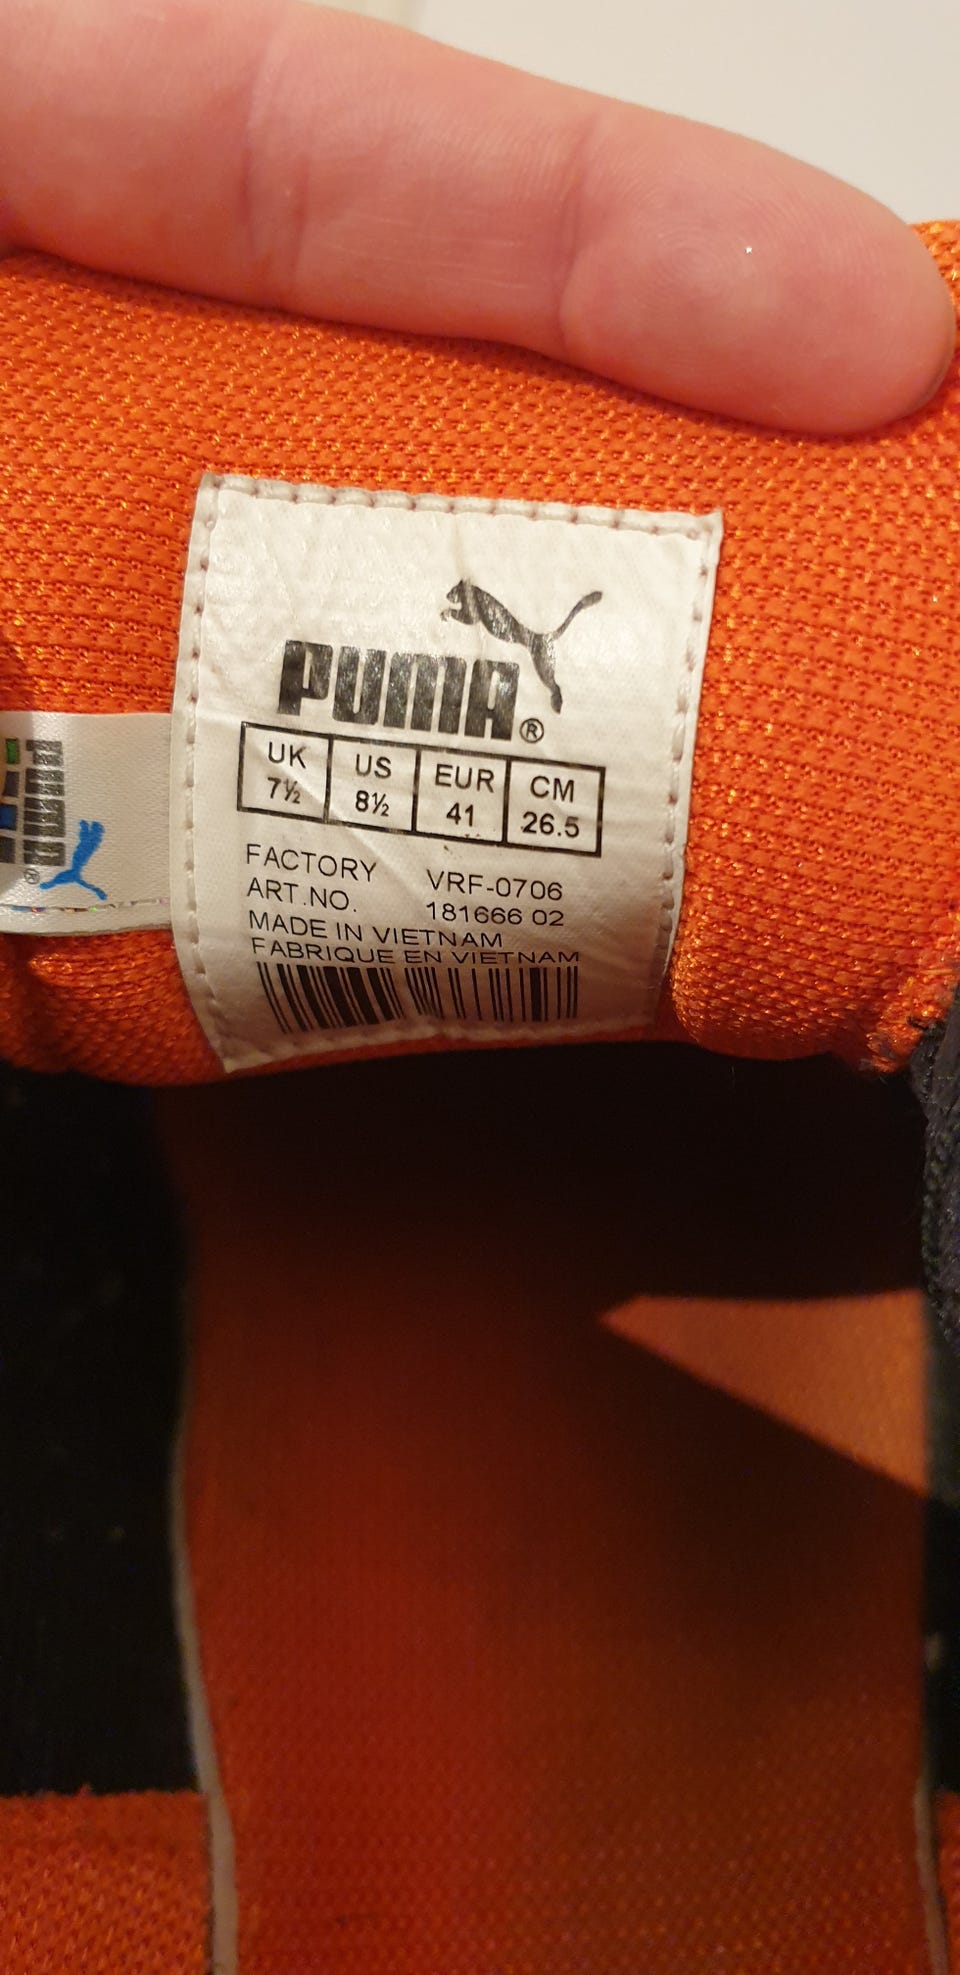 PUMA®
UK US EUR CM
7½ 8½ 41 26.5
FACTORY VRF-0706
ART.NO. 181666 02
MADE IN VIETNAM
FABRIQUE EN VIETNAM
®